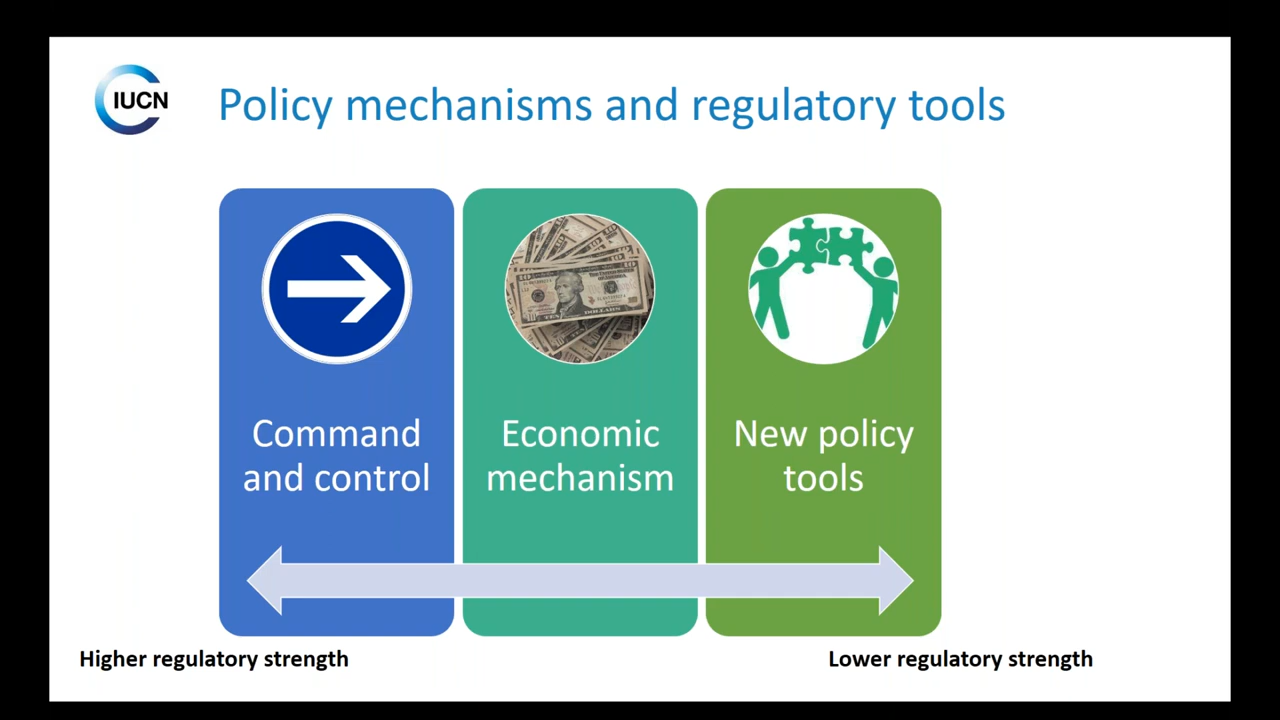 IUCN
Policy mechanisms and regulatory tools
Command
and control
Economic
mechanism
New policy
tools
Higher regulatory strength
Lower regulatory strength